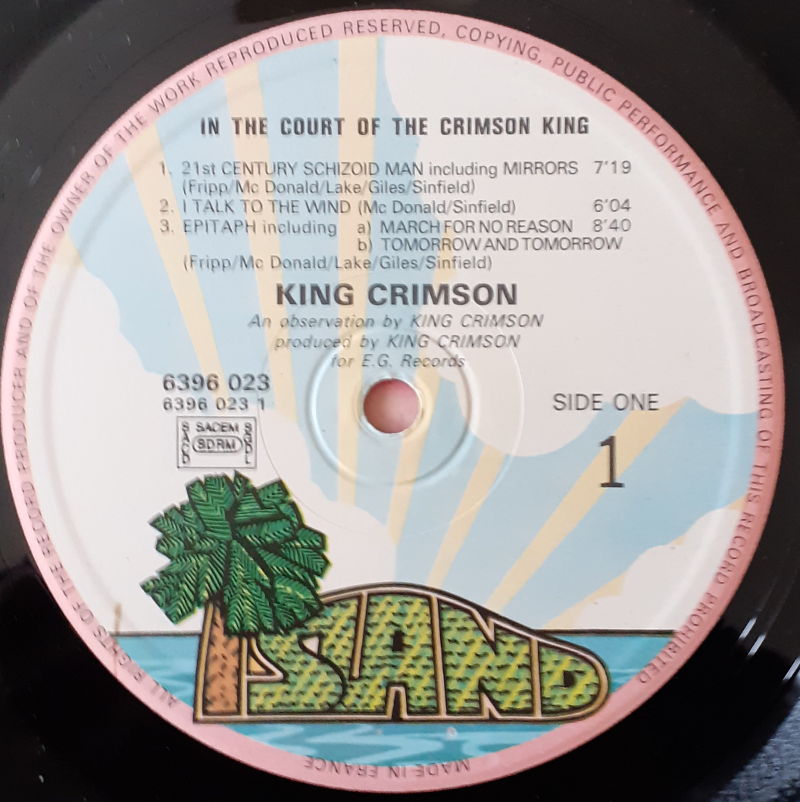 ALL RIGHTS OF THE RECORD PRODUCER AND OF THE OWNER OF THE WORK REPRODUCED RESERVED, COPYING, PUBLIC PERFORMANCE AND BROADCASTING OF THIS RECORD PROHIBITED
IN THE COURT OF THE CRIMSON KING
1. 21st CENTURY SCHIZOID MAN including MIRRORS 7'19
(Fripp/Mc Donald/Lake/Giles/Sinfield)
2. I TALK TO THE WIND (Mc Donald/Sinfield) 6'04
3. EPITAPH including a) MARCH FOR NO REASON 8'40
b) TOMORROW AND TOMORROW
(Fripp/Mc Donald/Lake/Giles/Sinfield)
KING CRIMSON
An observation by KING CRIMSON
produced by KING CRIMSON
for E.G. Records
6396 023
6396 023 1
SACEM
SDRM
SACD
SGDL
SIDE ONE
1
ISLAND
MADE IN FRANCE